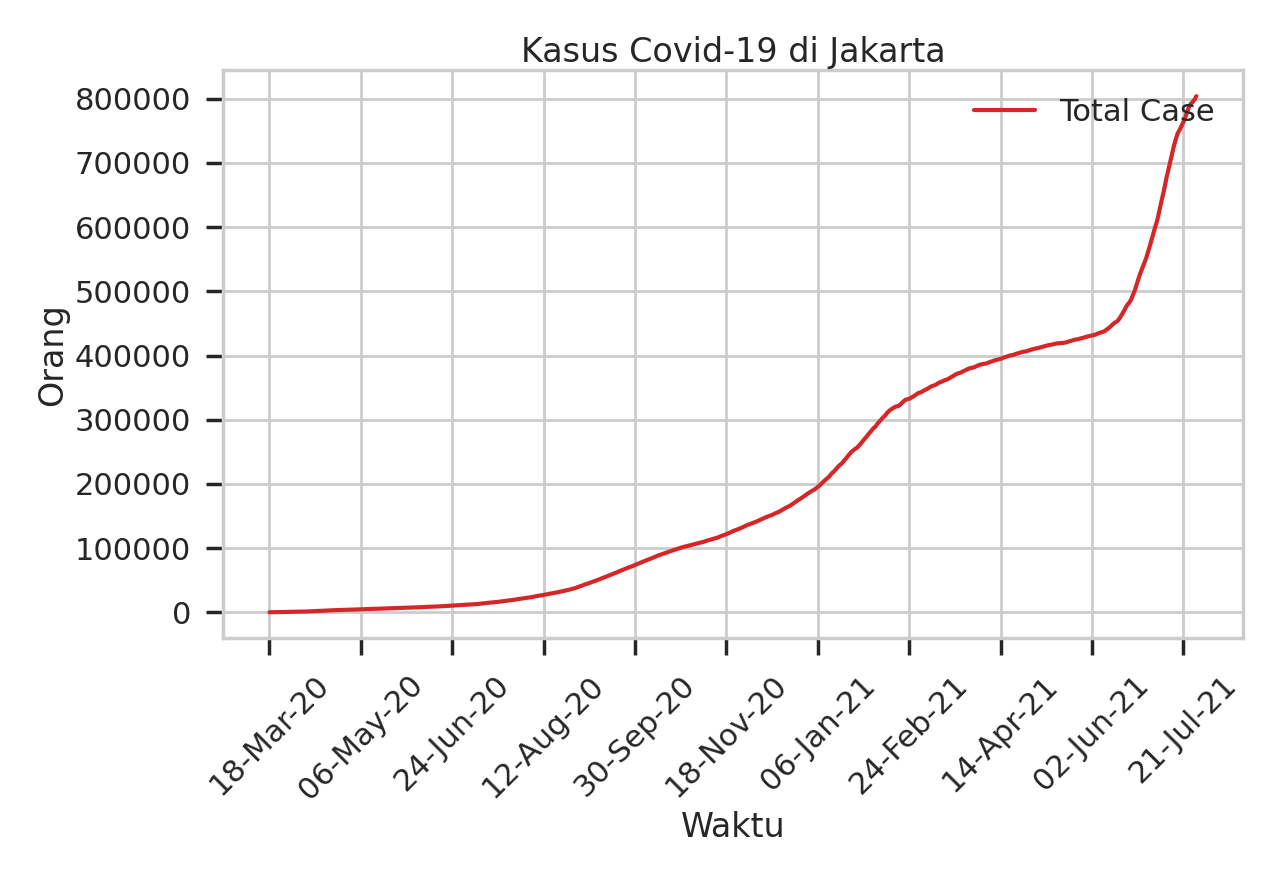 Kasus Covid-19 di Jakarta
Total Case
Orang
800000
700000
600000
500000
400000
300000
200000
100000
0
18-Mar-20
06-May-20
24-Jun-20
12-Aug-20
30-Sep-20
18-Nov-20
06-Jan-21
24-Feb-21
14-Apr-21
02-Jun-21
21-Jul-21
Waktu